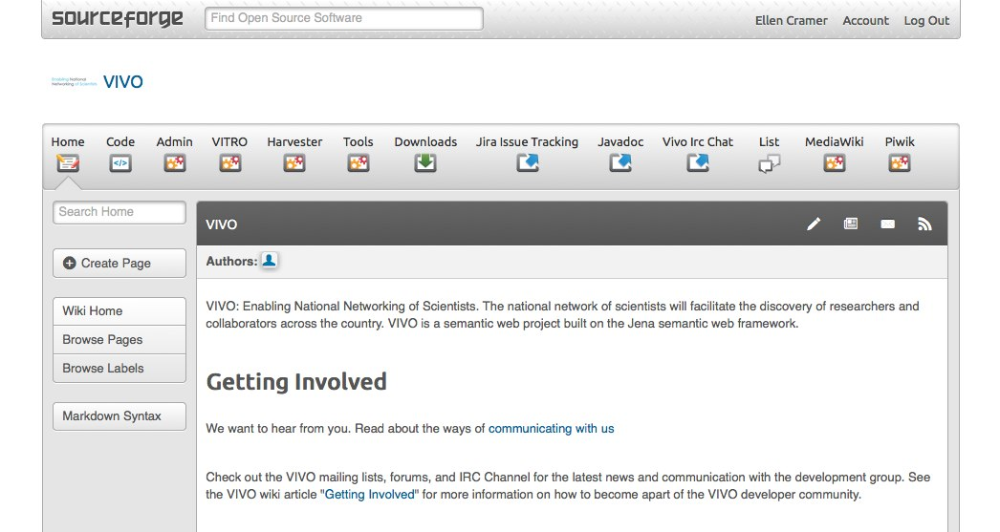 sourceforge
Find Open Source Software
Ellen Cramer Account Log Out
Enabling National
Networking of Scientists
VIVO
Home Code Admin VITRO Harvester Tools Downloads Jira Issue Tracking Javadoc Vivo Irc Chat List MediaWiki Piwik
Search Home
Create Page
Wiki Home
Browse Pages
Browse Labels
Markdown Syntax
VIVO
Authors:
VIVO: Enabling National Networking of Scientists. The national network of scientists will facilitate the discovery of researchers and
collaborators across the country. VIVO is a semantic web project built on the Jena semantic web framework.
Getting Involved
We want to hear from you. Read about the ways of communicating with us
Check out the VIVO mailing lists, forums, and IRC Channel for the latest news and communication with the development group. See
the VIVO wiki article "Getting Involved" for more information on how to become apart of the VIVO developer community.